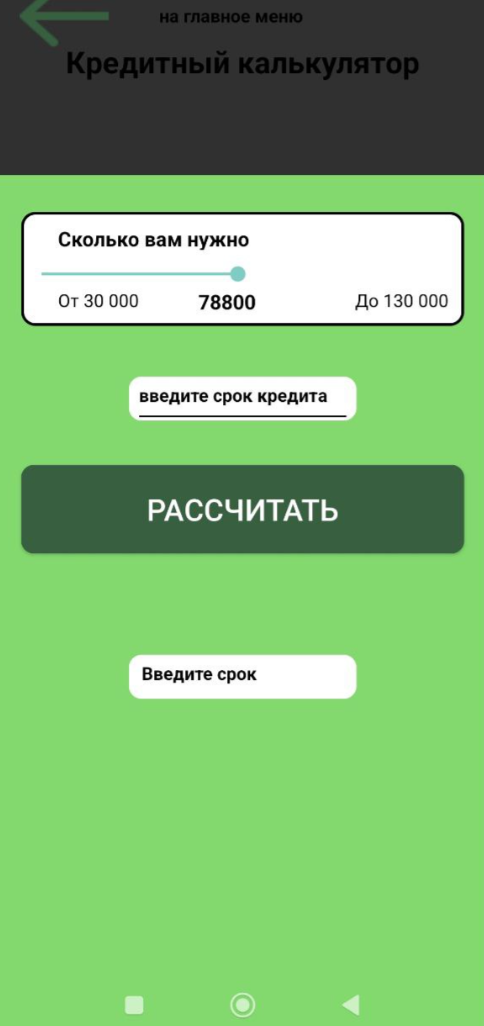 на главное меню
Кредитный калькулятор
Сколько вам нужно
От 30 000 78800 До 130 000
введите срок кредита
РАССЧИТАТЬ
Введите срок